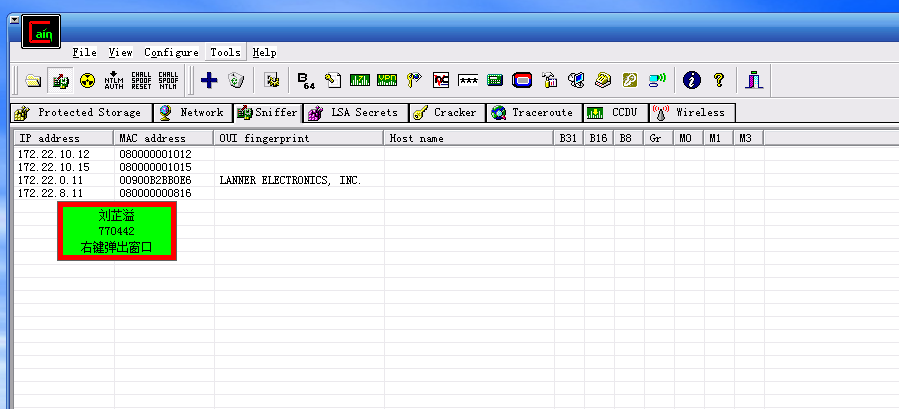 Cain
File View Configure Tools Help
NTLM AUTH
CHALL SPOOF RESET
CHALL SPOOF NTLM
B 64
VPN
***
Protected Storage Network Sniffer LSA Secrets Cracker Traceroute CCDU Wireless
IP address MAC address OUI fingerprint Host name B31 B16 B8 Gr M0 M1 M3
172.22.10.12 080000001012
172.22.10.15 080000001015
172.22.0.11 00900B2BB0E6 LANNER ELECTRONICS, INC.
172.22.8.11 080000000816
刘芷溢
770442
右键弹出窗口